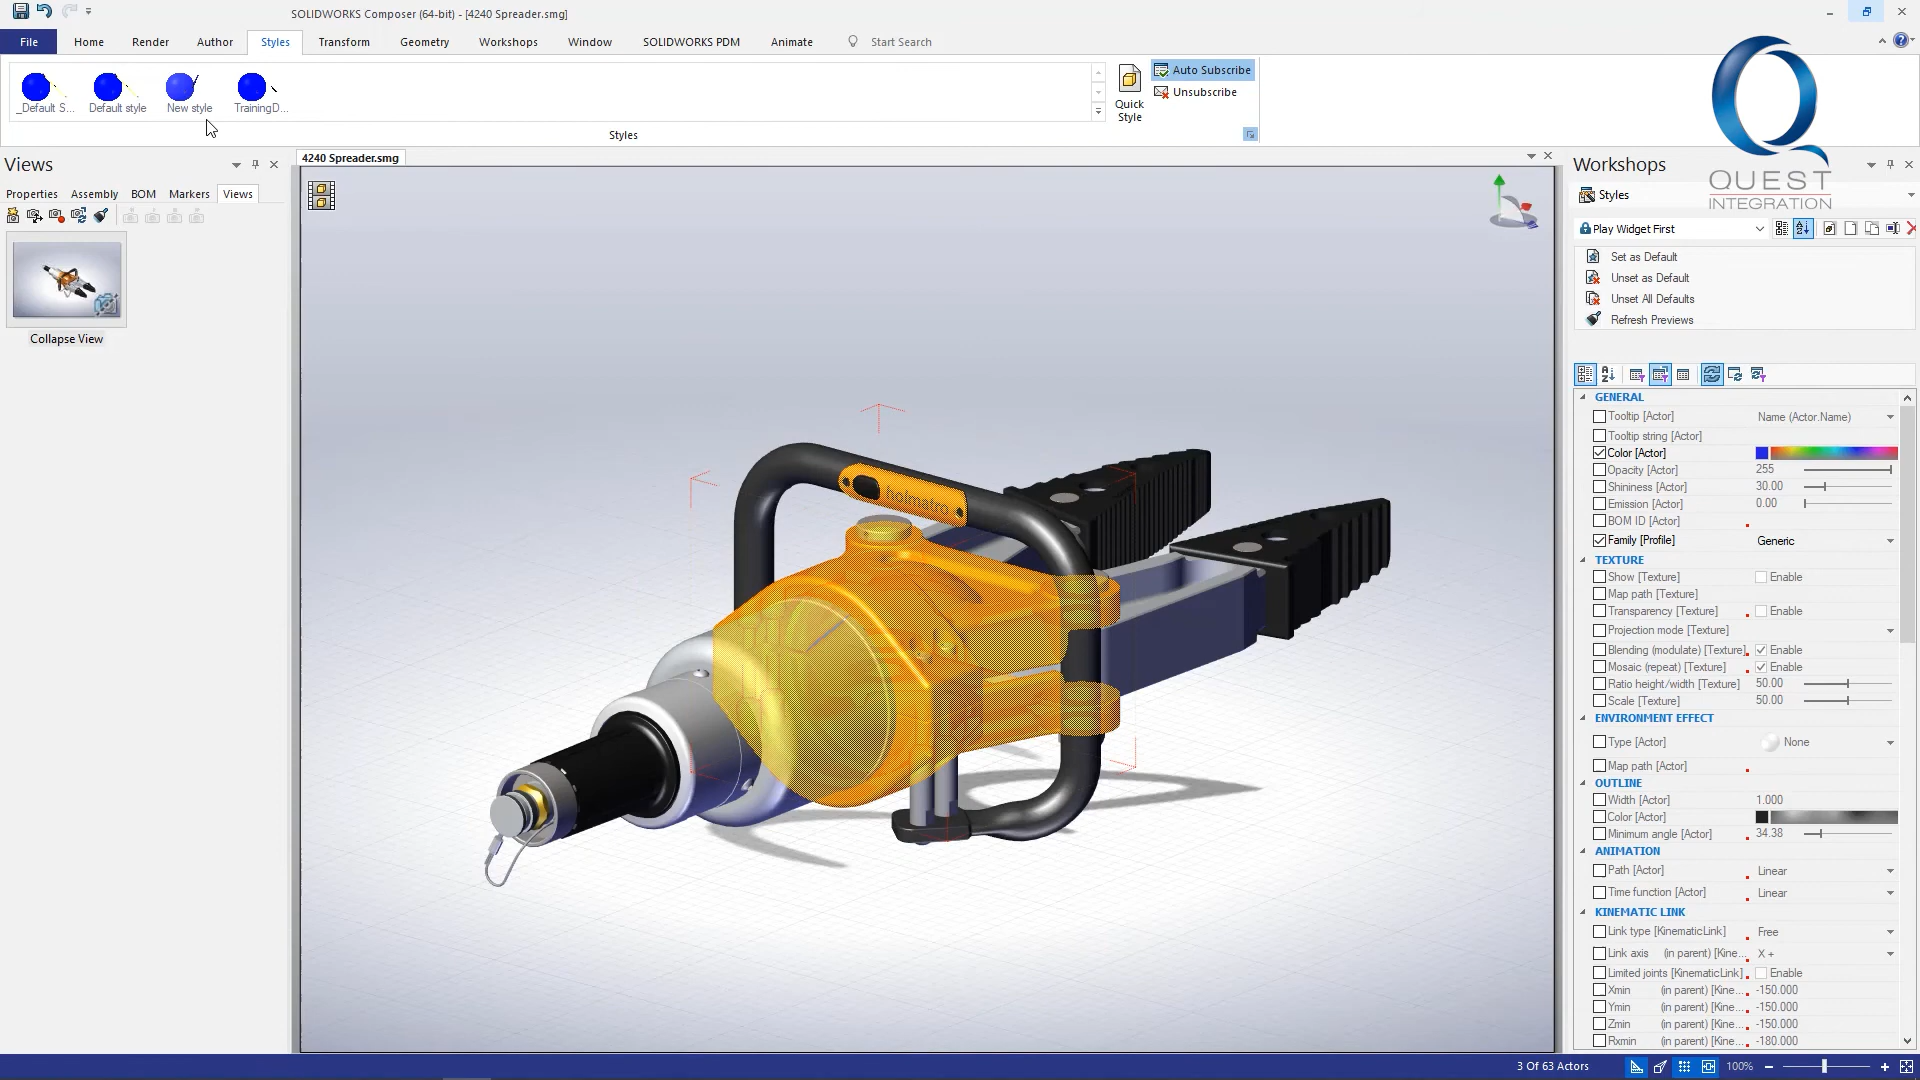 SOLIDWORKS Composer (64-bit) - [4240 Spreader.smg]
File Home Render Author Styles Transform Geometry Workshops Window SOLIDWORKS PDM Animate Start Search
_Default S... Default style New style TrainingD...
Quick Style
Auto Subscribe
Unsubscribe
Styles
QUEST
INTEGRATION
Views
Properties Assembly BOM Markers Views
Collapse View
4240 Spreader.smg
holmatro
Workshops
Styles
Play Widget First
Set as Default
Unset as Default
Unset All Defaults
Refresh Previews
GENERAL
Tooltip [Actor] Name (Actor.Name)
Tooltip string [Actor]
Color [Actor]
Opacity [Actor] 255
Shininess [Actor] 30.00
Emission [Actor] 0.00
BOM ID [Actor]
Family [Profile] Generic
TEXTURE
Show [Texture] Enable
Map path [Texture]
Transparency [Texture] Enable
Projection mode [Texture]
Blending (modulate) [Texture] Enable
Mosaic (repeat) [Texture] Enable
Ratio height/width [Texture] 50.00
Scale [Texture] 50.00
ENVIRONMENT EFFECT
Type [Actor] None
Map path [Actor]
OUTLINE
Width [Actor] 1.000
Color [Actor]
Minimum angle [Actor] 34.38
ANIMATION
Path [Actor] Linear
Time function [Actor] Linear
KINEMATIC LINK
Link type [KinematicLink] Free
Link axis (in parent) [Kine... X +
Limited joints [KinematicLink] Enable
Xmin (in parent) [Kine... -150.000
Ymin (in parent) [Kine... -150.000
Zmin (in parent) [Kine... -150.000
Rxmin (in parent) [Kine... -180.000
3 Of 63 Actors 100%